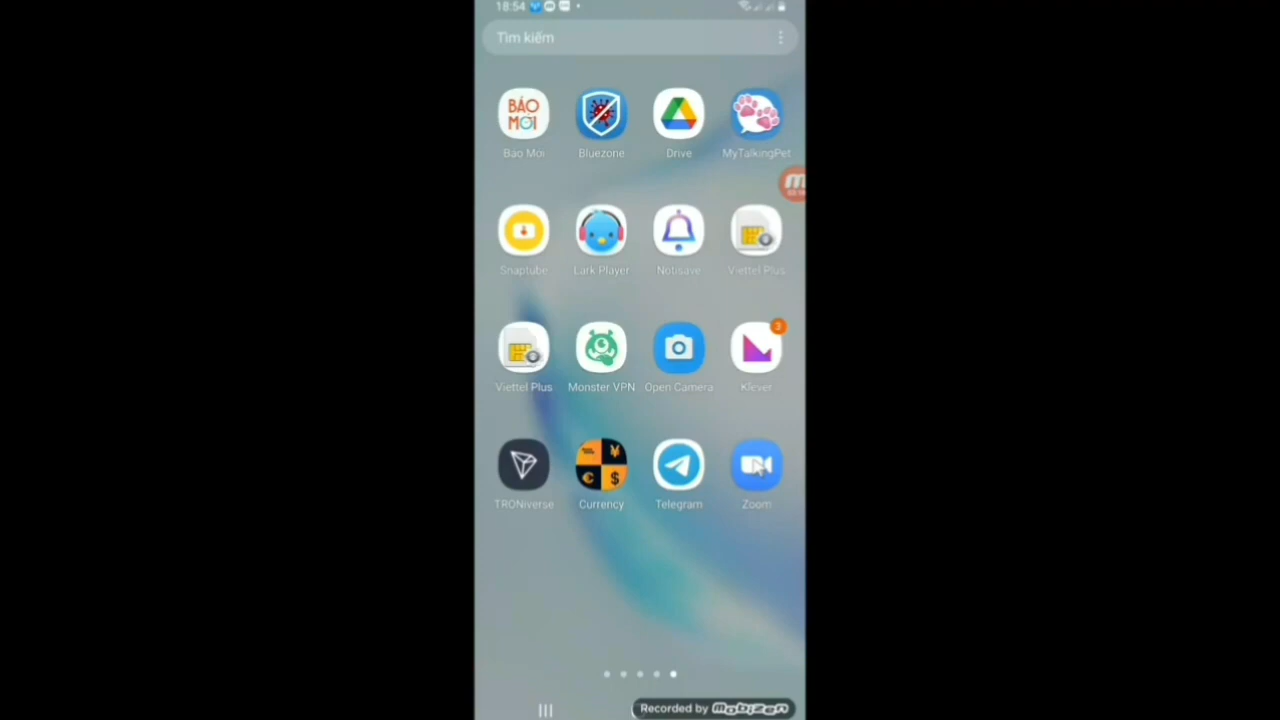 18:54
Tìm kiếm
BÁO MỚI
Báo Mới
Bluezone
Drive
MyTalkingPet
Snaptube
Lark Player
Notisave
Viettel Plus
Viettel Plus
Monster VPN
Open Camera
3
Klever
TRONiverse
Currency
Telegram
Zoom
Recorded by mobizen